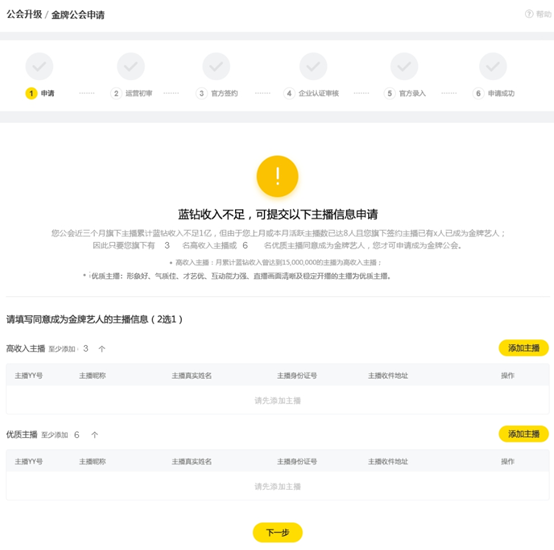 公会升级 / 金牌公会申请
? 帮助
1 申请 2 运营初审 3 官方签约 4 企业认证审核 5 官方录入 6 申请成功
!
蓝钻收入不足，可提交以下主播信息申请
您公会近三个月旗下主播累计蓝钻收入不足1亿，但由于您上月或本月活跃主播数已达8人且您旗下签约主播已有x人已成为金牌艺人；
因此只要您旗下有 3 名高收入主播或 6 名优质主播同意成为金牌艺人，您才可申请成为金牌公会。
• 高收入主播：月累计蓝钻收入曾达到15,000,000的主播为高收入主播；
• 优质主播：形象好、气质佳、才艺优、互动能力强、直播画面清晰及稳定开播的主播为优质主播。
请填写同意成为金牌艺人的主播信息（2选1）
高收入主播 至少添加 3 个 添加主播
主播YY号 主播昵称 主播真实姓名 主播身份证号 主播收件地址 操作
请先添加主播
优质主播 至少添加 6 个 添加主播
主播YY号 主播昵称 主播真实姓名 主播身份证号 主播收件地址 操作
请先添加主播
下一步